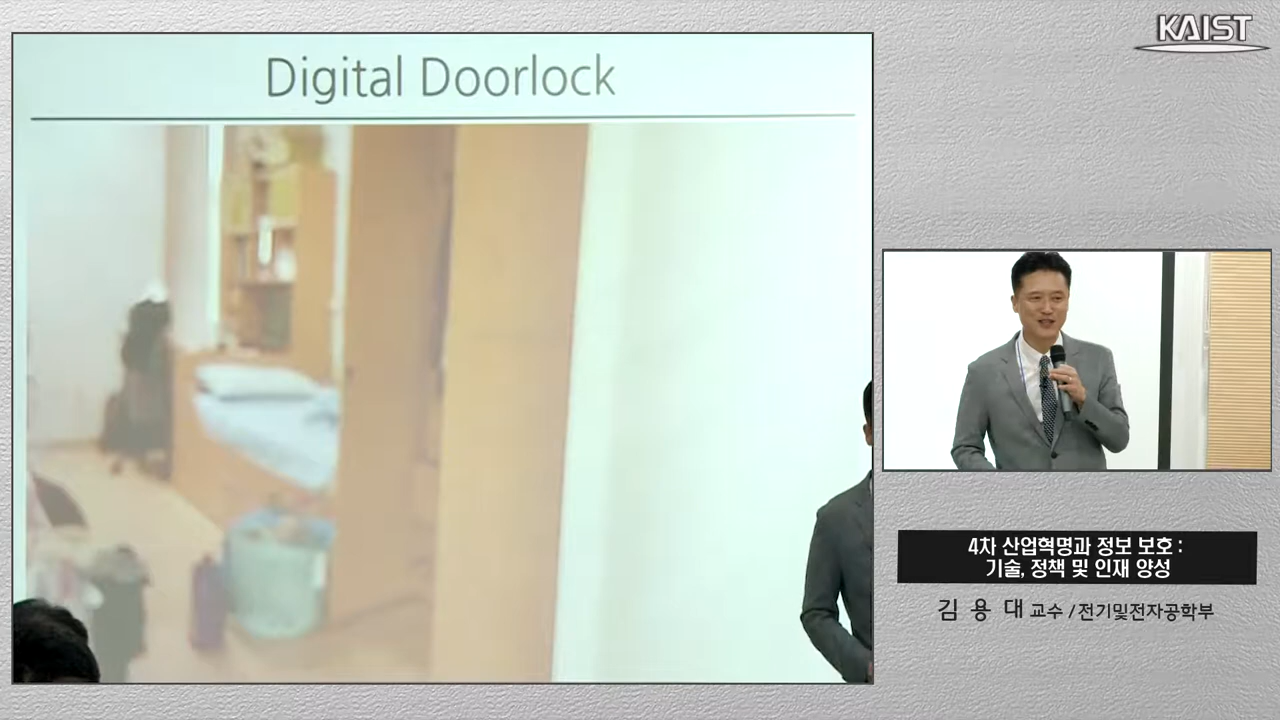 KAIST
Digital Doorlock
4차 산업혁명과 정보 보호 :
기술, 정책 및 인재 양성
김 용 대 교수 / 전기및전자공학부